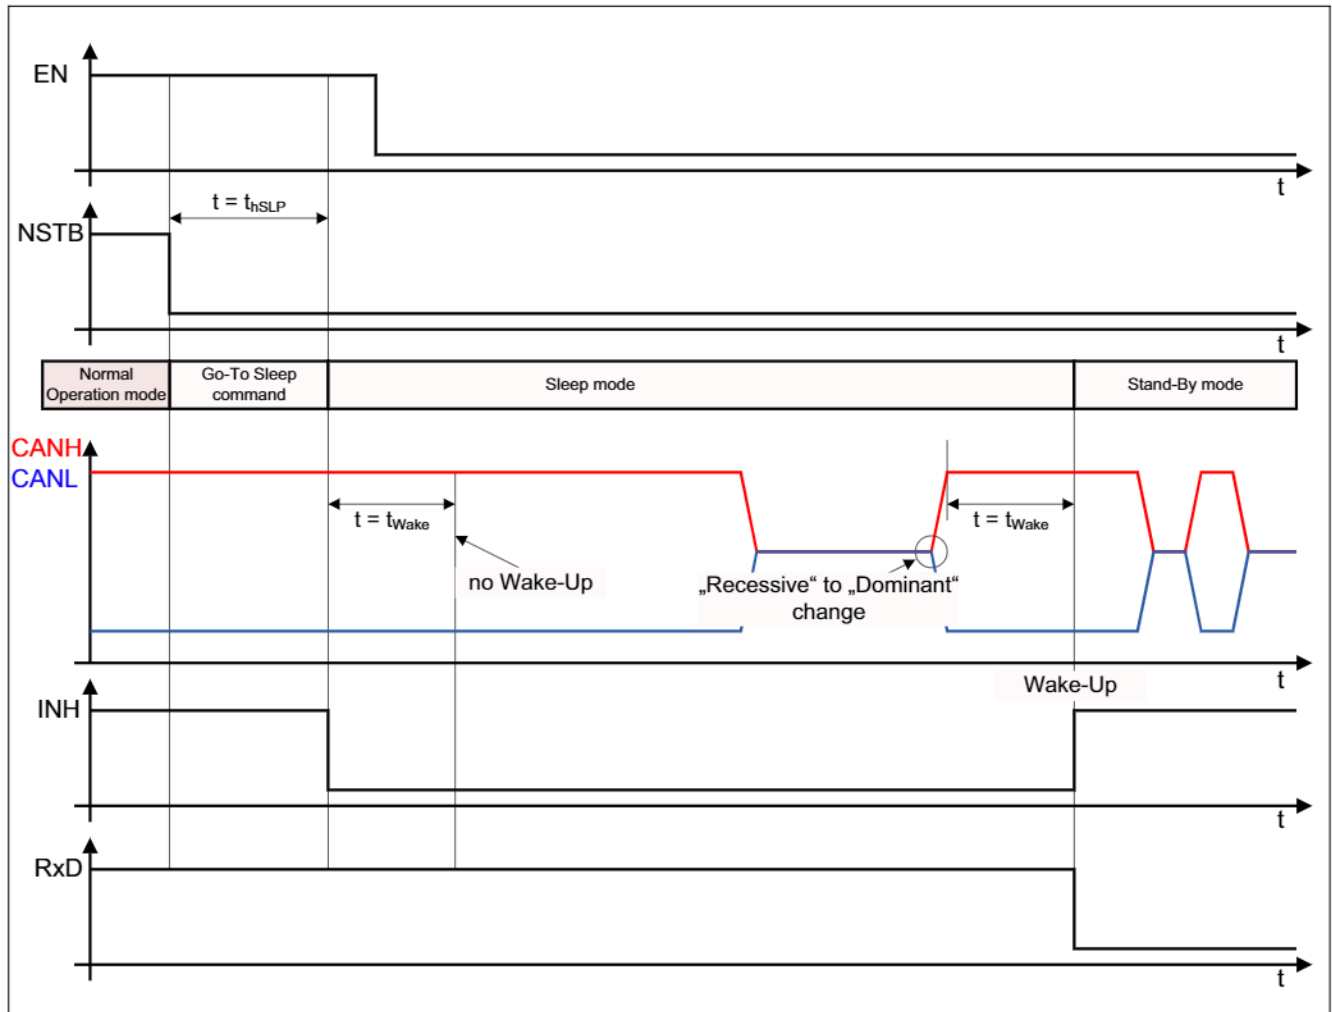 EN
t
t = thSLP
NSTB
t
Normal
Operation mode
Go-To Sleep
command
Sleep mode
Stand-By mode
CANH
CANL
t = tWake
t = tWake
no Wake-Up
„Recessive“ to „Dominant“
change
t
Wake-Up
INH
t
RxD
t